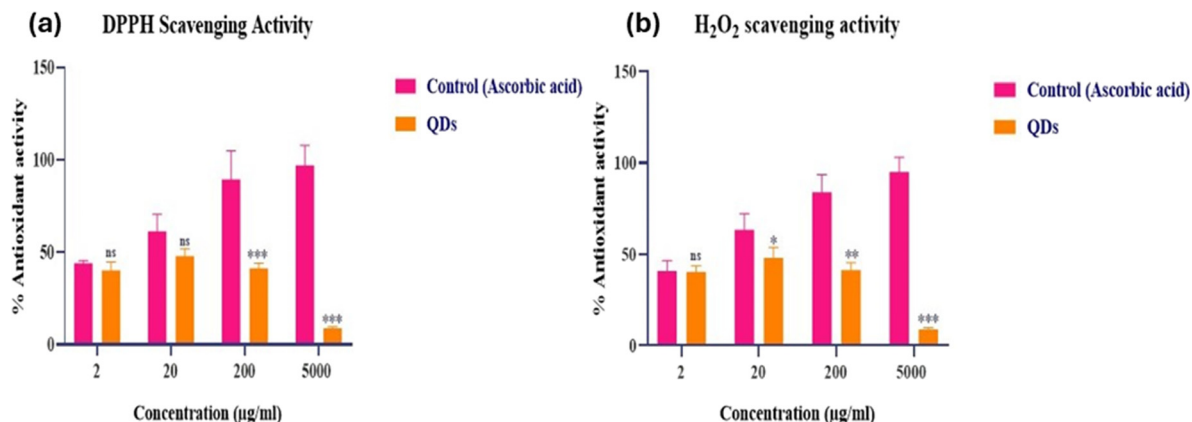 (a) DPPH Scavenging Activity
150
100
50
0
% Antioxidant activity
Control (Ascorbic acid)
QDs
ns
ns
***
***
2 20 200 5000
Concentration (µg/ml)
(b) H₂O₂ scavenging activity
150
100
50
0
% Antioxidant activity
Control (Ascorbic acid)
QDs
ns
*
**
***
2 20 200 5000
Concentration (µg/ml)